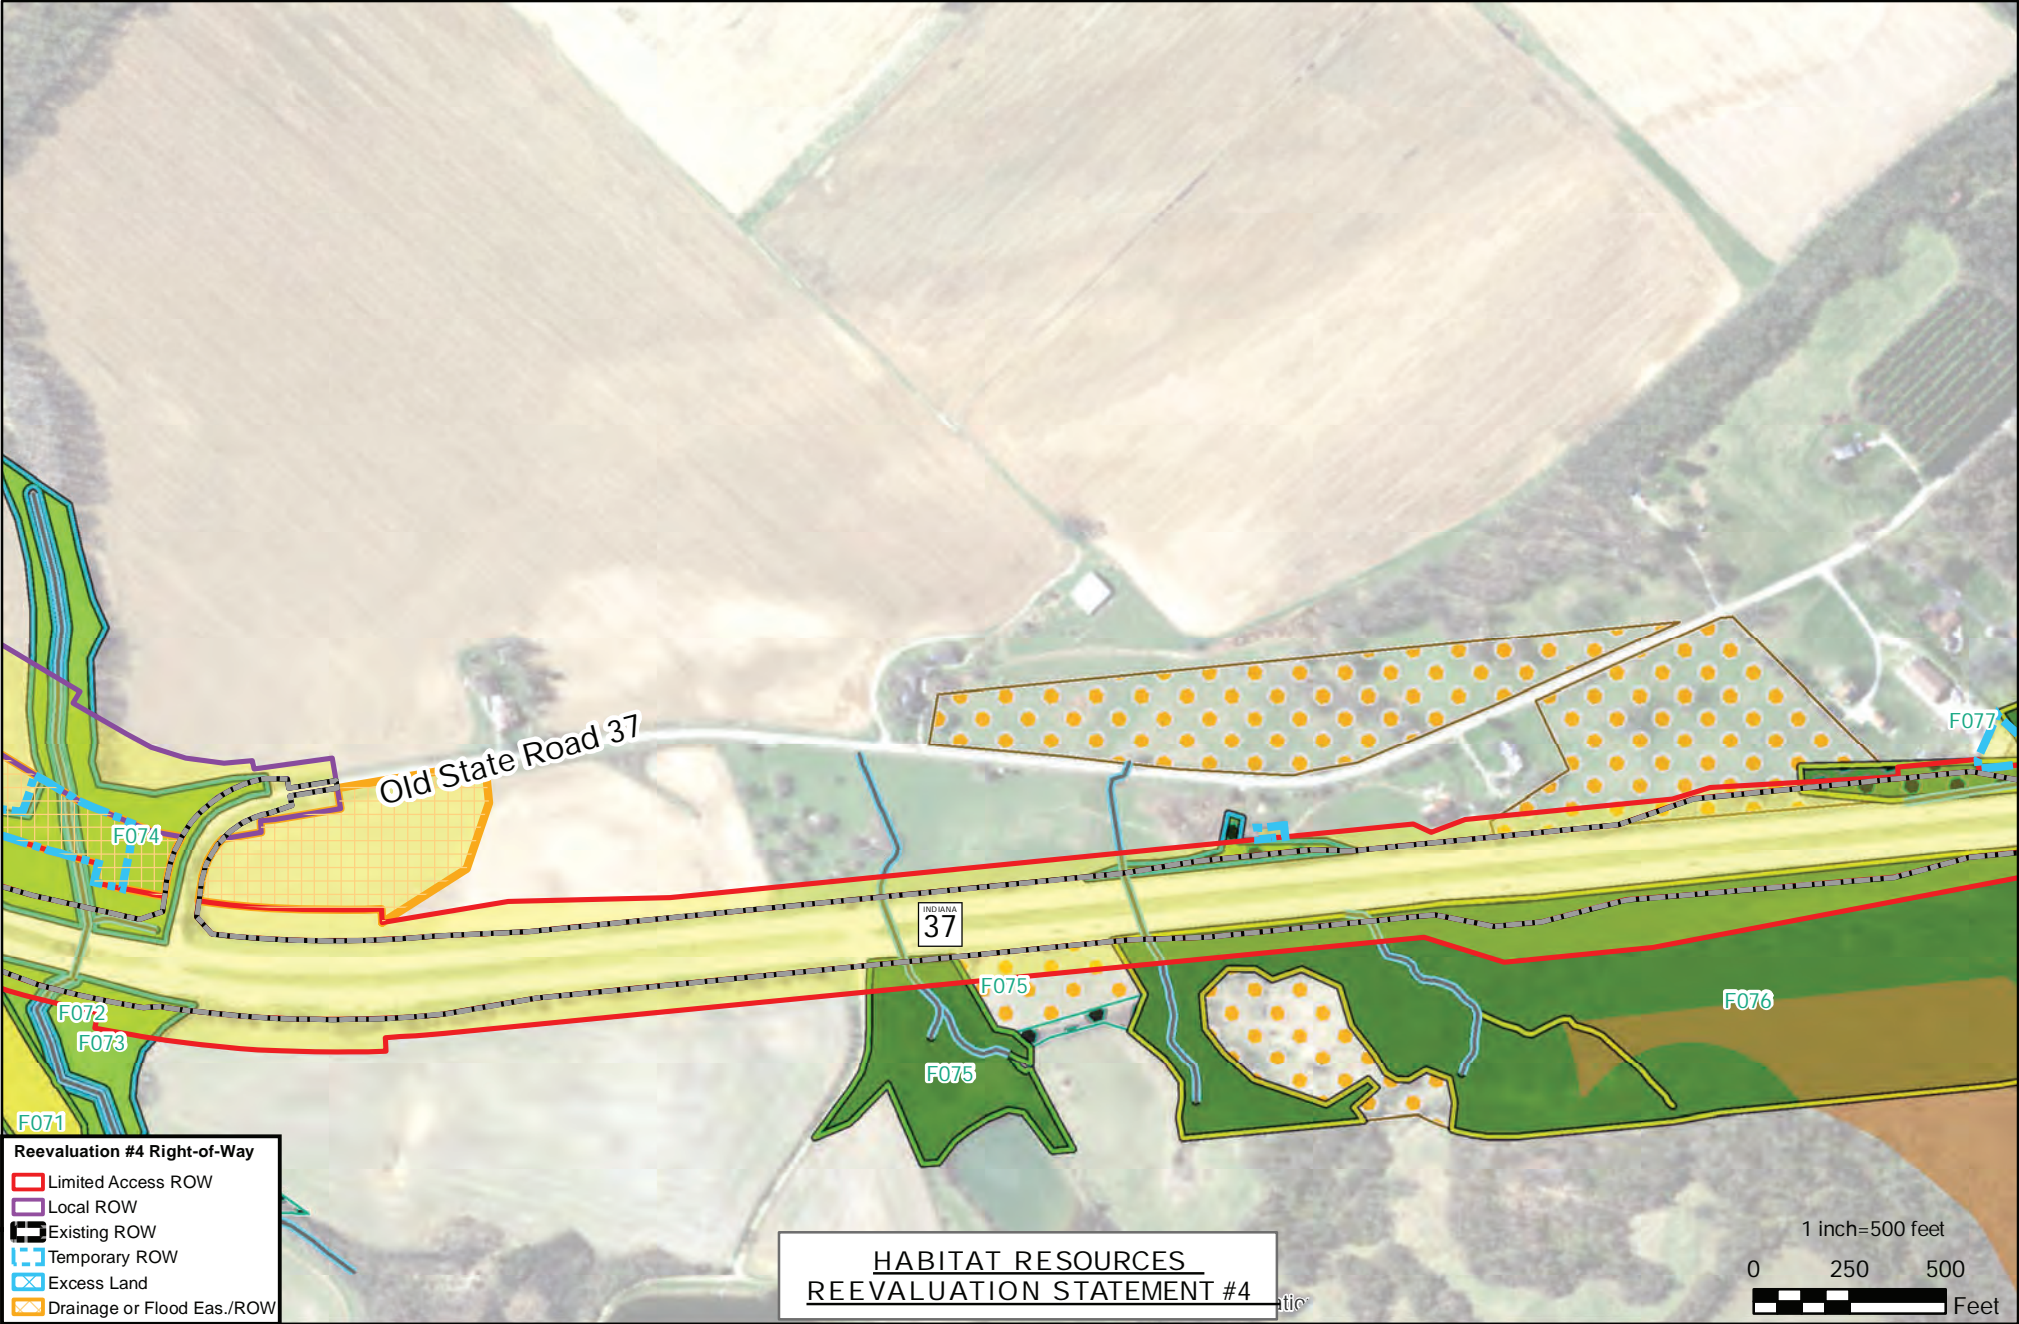 Old State Road 37
F077
F074
INDIANA
37
F075
F076
F072
F073
F075
F071
Reevaluation #4 Right-of-Way
Limited Access ROW
Local ROW
Existing ROW
Temporary ROW
Excess Land
Drainage or Flood Eas./ROW
HABITAT RESOURCES
REEVALUATION STATEMENT #4
1 inch=500 feet
0 250 500
Feet